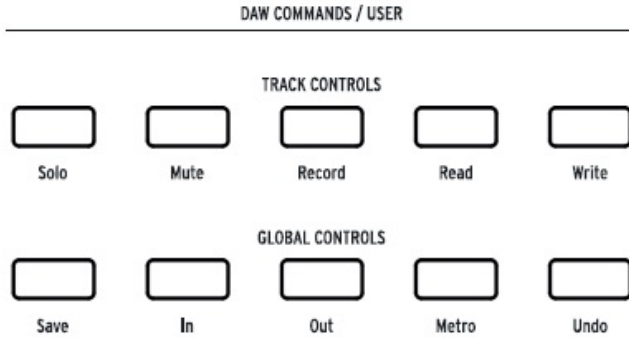 DAW COMMANDS / USER
TRACK CONTROLS
Solo Mute Record Read Write
GLOBAL CONTROLS
Save In Out Metro Undo